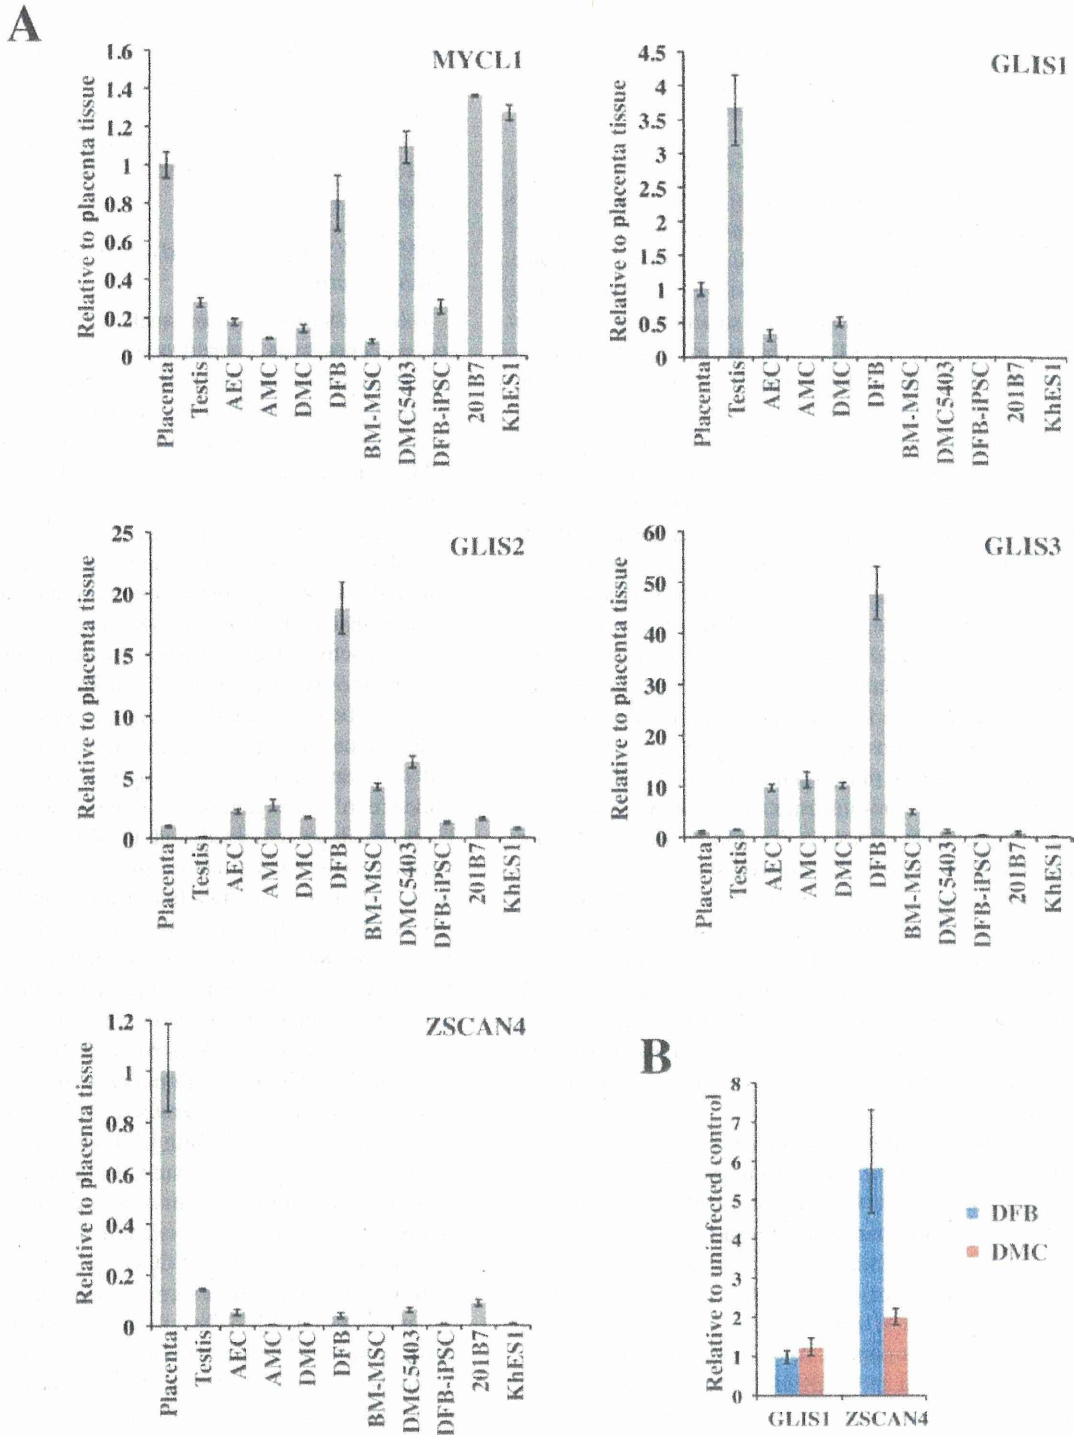 A
MYCL1
Relative to placenta tissue
1.6
1.4
1.2
1
0.8
0.6
0.4
0.2
0
Placenta
Testis
AEC
AMC
DMC
DFB
BM-MSC
DMC5403
DFB-iPSC
201B7
KhES1
GLIS1
Relative to placenta tissue
4.5
4
3.5
3
2.5
2
1.5
1
0.5
0
Placenta
Testis
AEC
AMC
DMC
DFB
BM-MSC
DMC5403
DFB-iPSC
201B7
KhES1
GLIS2
Relative to placenta tissue
25
20
15
10
5
0
Placenta
Testis
AEC
AMC
DMC
DFB
BM-MSC
DMC5403
DFB-iPSC
201B7
KhES1
GLIS3
Relative to placenta tissue
60
50
40
30
20
10
0
Placenta
Testis
AEC
AMC
DMC
DFB
BM-MSC
DMC5403
DFB-iPSC
201B7
KhES1
ZSCAN4
Relative to placenta tissue
1.2
1
0.8
0.6
0.4
0.2
0
Placenta
Testis
AEC
AMC
DMC
DFB
BM-MSC
DMC5403
DFB-iPSC
201B7
KhES1
B
Relative to uninfected control
8
7
6
5
4
3
2
1
0
GLIS1 ZSCAN4
DFB
DMC